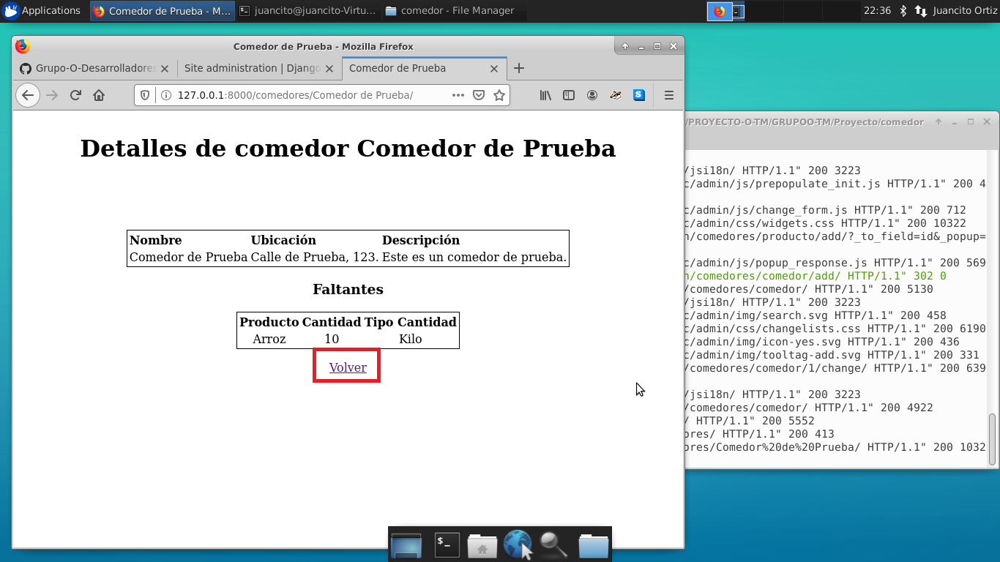 Applications
Comedor de Prueba - M...
juancito@juancito-Virtu...
comedor - File Manager
22:36
Juancito Ortiz
Comedor de Prueba - Mozilla Firefox
Grupo-O-Desarrolladores
Site administration | Django
Comedor de Prueba
127.0.0.1:8000/comedores/Comedor de Prueba/
Detalles de comedor Comedor de Prueba
Nombre Ubicación Descripción
Comedor de Prueba Calle de Prueba, 123. Este es un comedor de prueba.
Faltantes
Producto Cantidad Tipo Cantidad
Arroz 10 Kilo
Volver
/PROYECTO-O-TM/GRUPOO-TM/Proyecto/comedor
/jsi18n/ HTTP/1.1" 200 3223
c/admin/js/prepopulate_init.js HTTP/1.1" 200 4
c/admin/js/change_form.js HTTP/1.1" 200 712
c/admin/css/widgets.css HTTP/1.1" 200 10322
n/comedores/producto/add/?_to_field=id&_popup=
c/admin/js/popup_response.js HTTP/1.1" 200 569
n/comedores/comedor/add/ HTTP/1.1" 302 0
/comedores/comedor/ HTTP/1.1" 200 5130
/jsi18n/ HTTP/1.1" 200 3223
c/admin/img/search.svg HTTP/1.1" 200 458
c/admin/css/changelists.css HTTP/1.1" 200 6190
c/admin/img/icon-yes.svg HTTP/1.1" 200 436
c/admin/img/tooltag-add.svg HTTP/1.1" 200 331
/comedores/comedor/1/change/ HTTP/1.1" 200 639
/jsi18n/ HTTP/1.1" 200 3223
/comedores/comedor/ HTTP/1.1" 200 4922
/ HTTP/1.1" 200 5552
ores/ HTTP/1.1" 200 413
ores/Comedor%20de%20Prueba/ HTTP/1.1" 200 1032